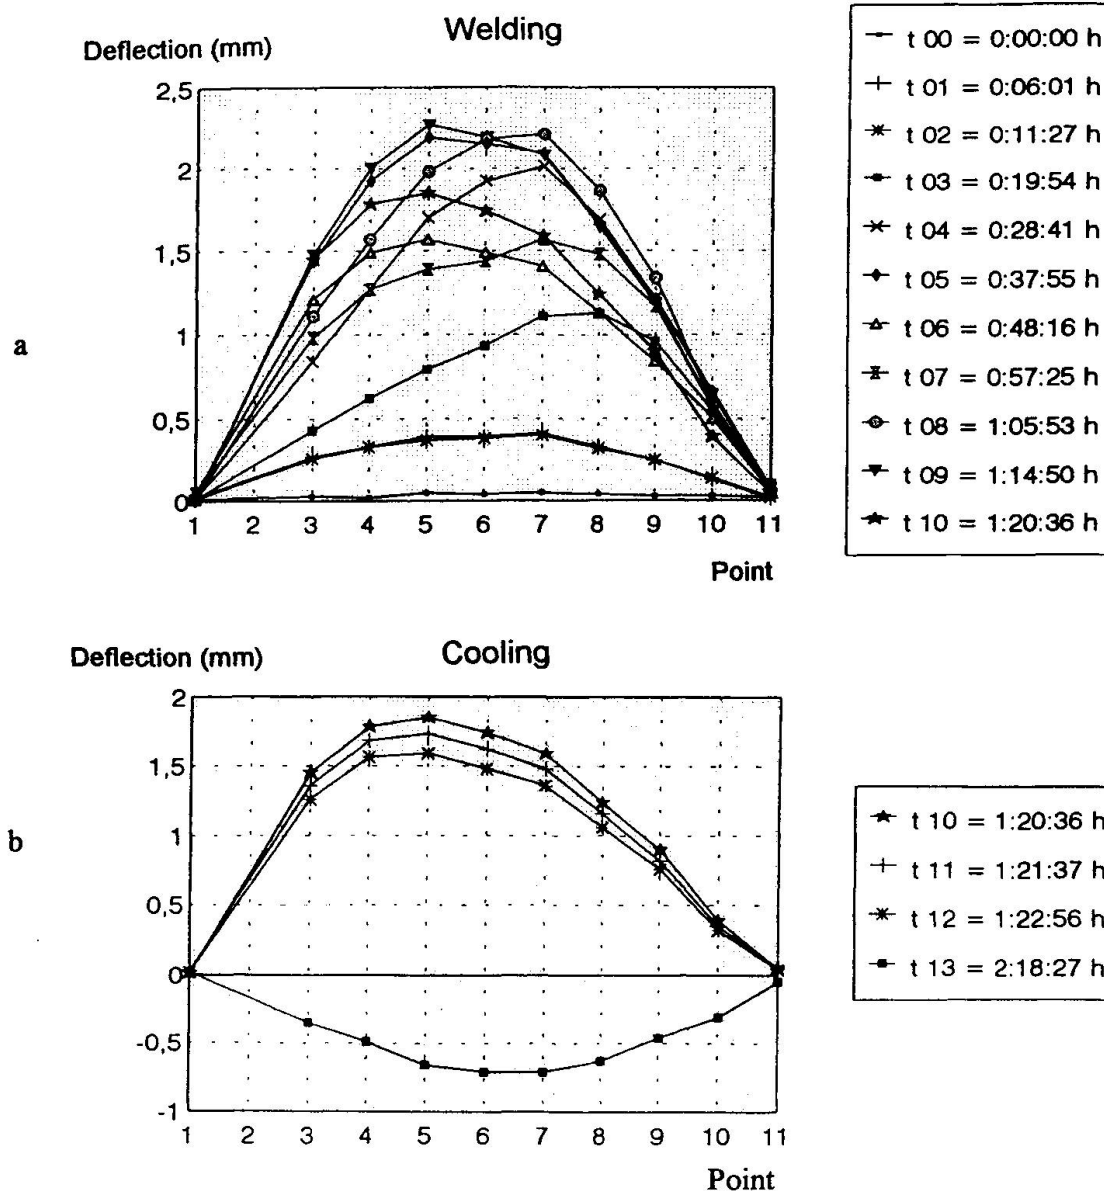 Welding
Deflection (mm)
2,5
2
1,5
1
0,5
0
1 2 3 4 5 6 7 8 9 10 11
Point
t 00 = 0:00:00 h
t 01 = 0:06:01 h
t 02 = 0:11:27 h
t 03 = 0:19:54 h
t 04 = 0:28:41 h
t 05 = 0:37:55 h
t 06 = 0:48:16 h
t 07 = 0:57:25 h
t 08 = 1:05:53 h
t 09 = 1:14:50 h
t 10 = 1:20:36 h
a
Cooling
Deflection (mm)
2
1,5
1
0,5
0
-0,5
-1
1 2 3 4 5 6 7 8 9 10 11
Point
t 10 = 1:20:36 h
t 11 = 1:21:37 h
t 12 = 1:22:56 h
t 13 = 2:18:27 h
b